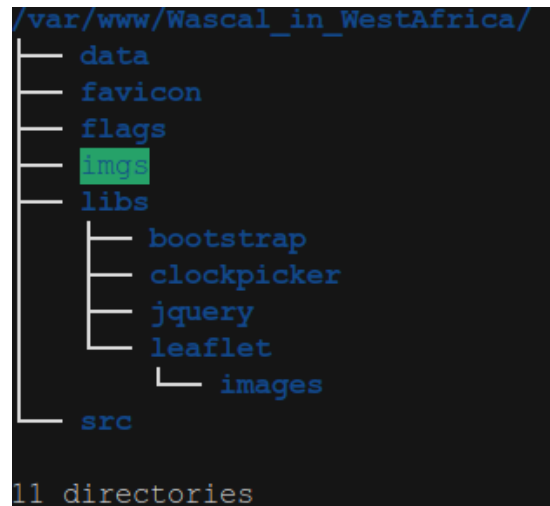 /var/www/Wascal_in_WestAfrica/
├── data
├── favicon
├── flags
├── imgs
├── libs
│   ├── bootstrap
│   ├── clockpicker
│   ├── jquery
│   └── leaflet
│       └── images
└── src
11 directories